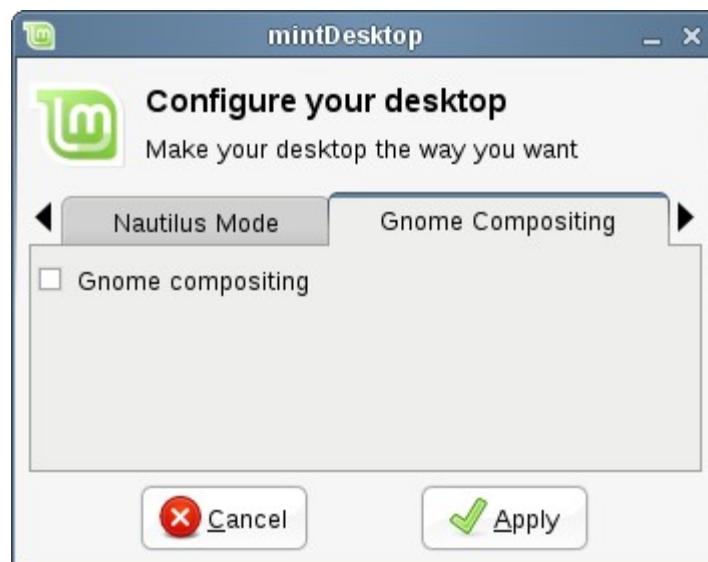 mintDesktop
Configure your desktop
Make your desktop the way you want
Nautilus Mode
Gnome Compositing
Gnome compositing
Cancel
Apply